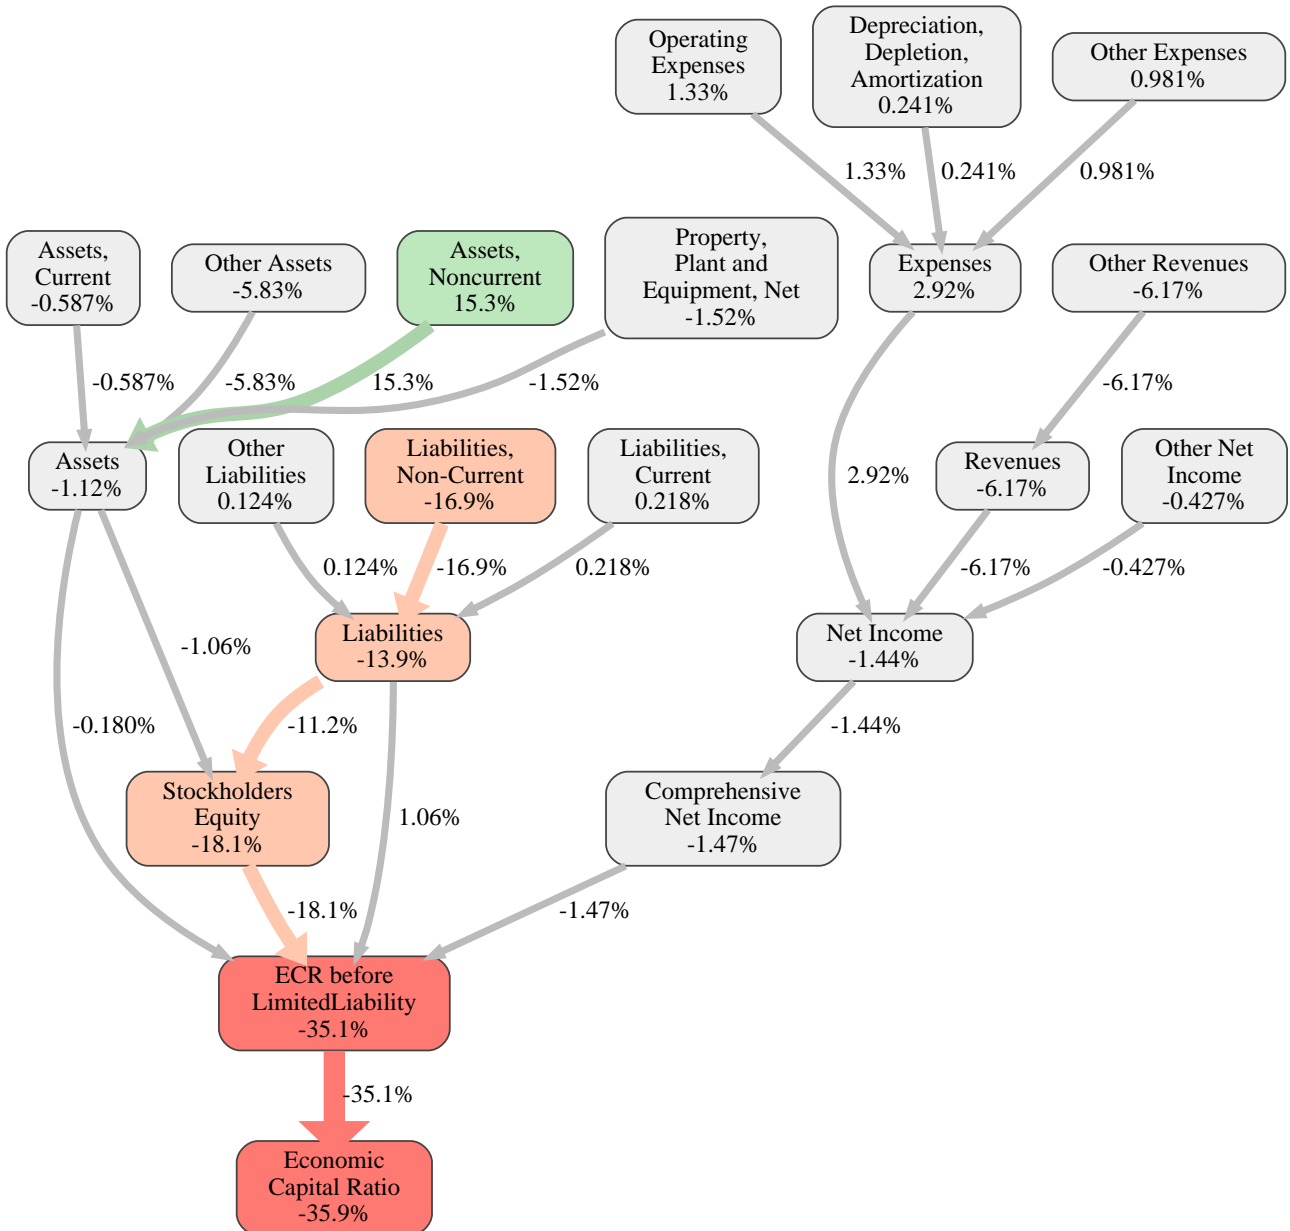 Operating
Expenses
1.33%
Depreciation,
Depletion,
Amortization
0.241%
Other Expenses
0.981%
1.33%
0.241%
0.981%
Assets,
Current
-0.587%
Other Assets
-5.83%
Assets,
Noncurrent
15.3%
Property,
Plant and
Equipment, Net
-1.52%
Expenses
2.92%
Other Revenues
-6.17%
-0.587%
-5.83%
15.3%
-1.52%
-6.17%
Assets
-1.12%
Other
Liabilities
0.124%
Liabilities,
Non-Current
-16.9%
Liabilities,
Current
0.218%
2.92%
Revenues
-6.17%
Other Net
Income
-0.427%
0.124%
-16.9%
0.218%
-6.17%
-0.427%
-1.06%
Liabilities
-13.9%
Net Income
-1.44%
-0.180%
-11.2%
-1.44%
Stockholders
Equity
-18.1%
1.06%
Comprehensive
Net Income
-1.47%
-18.1%
-1.47%
ECR before
LimitedLiability
-35.1%
-35.1%
Economic
Capital Ratio
-35.9%